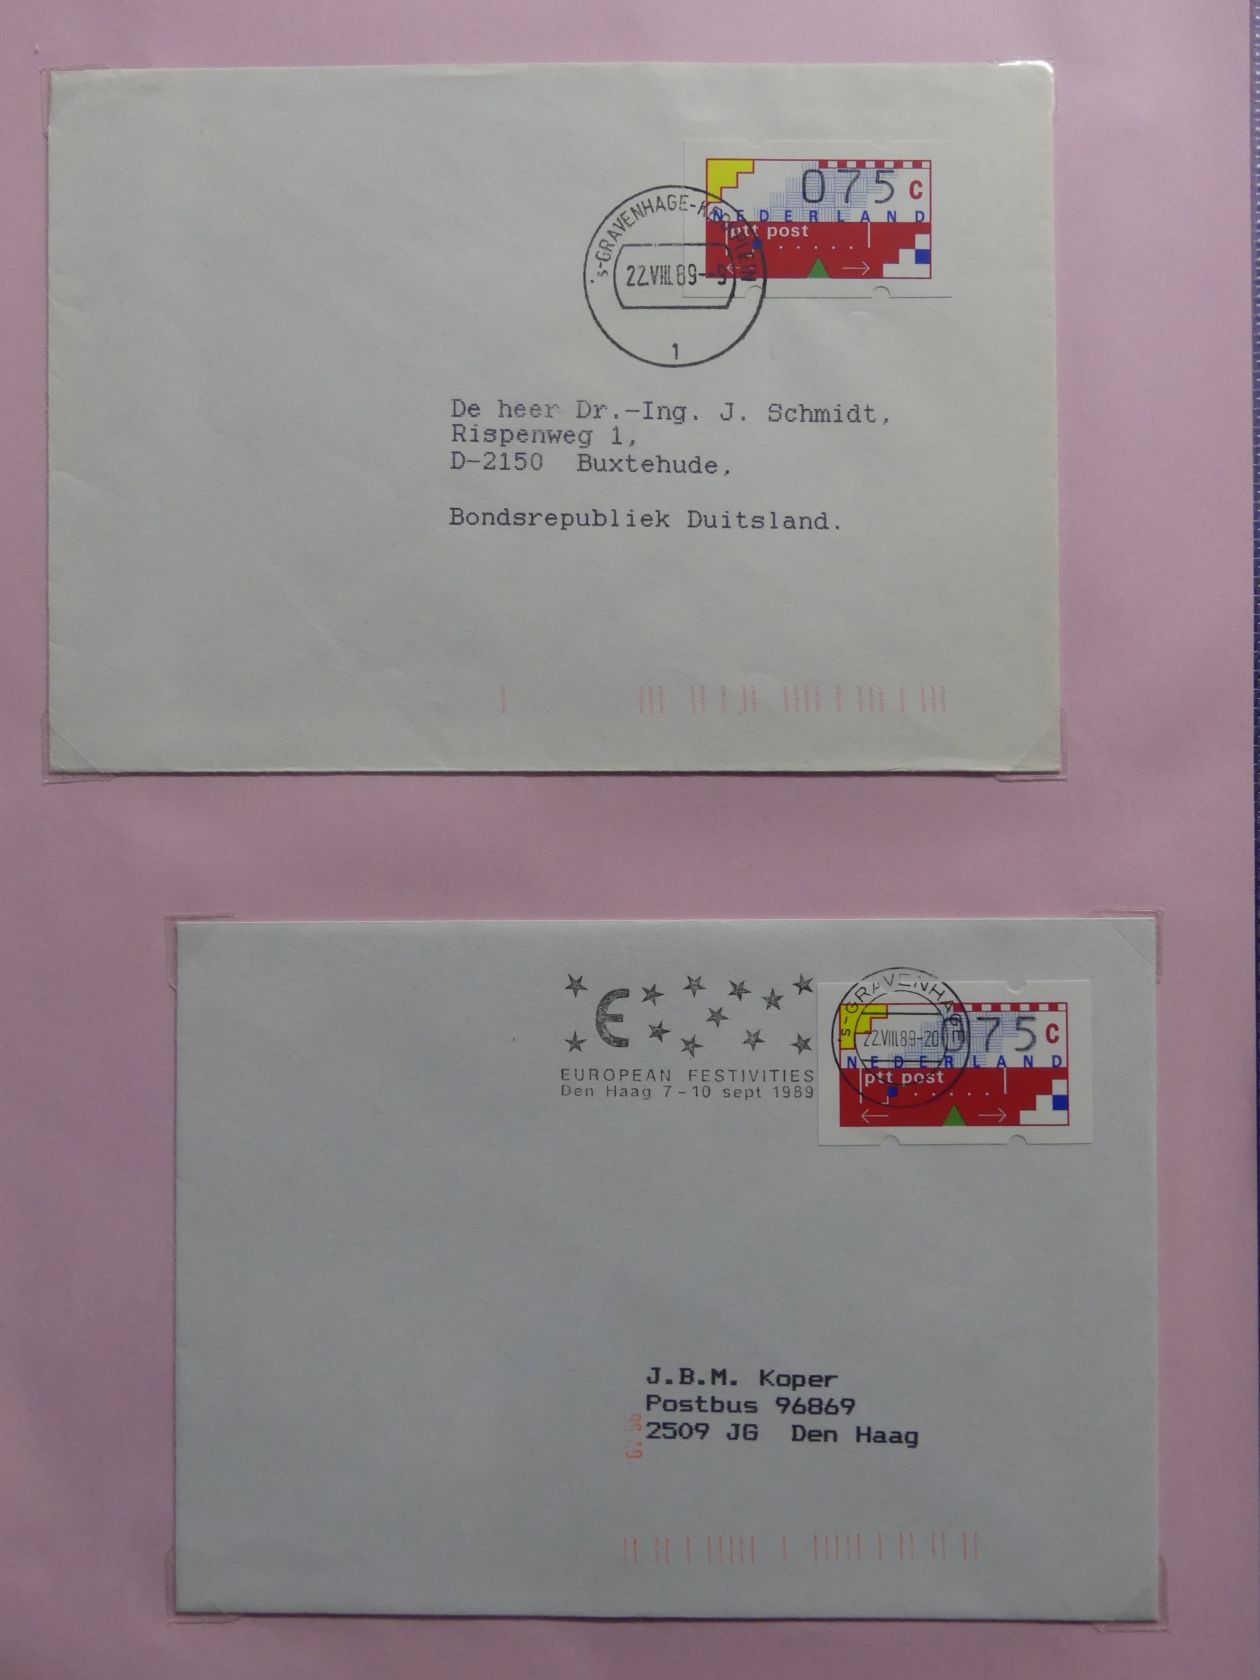 075 C
NEDERLAND
ptt post
's-GRAVENHAGE-
22.VIII.89--9
1
De heer Dr.-Ing. J. Schmidt,
Rispenweg 1,
D-2150 Buxtehude,
Bondsrepubliek Duitsland.
€
EUROPEAN FESTIVITIES
Den Haag 7-10 sept 1989
's-GRAVENHAGE
22.VIII.89-20
075 C
NEDERLAND
ptt post
J.B.M. Koper
Postbus 96869
2509 JG Den Haag